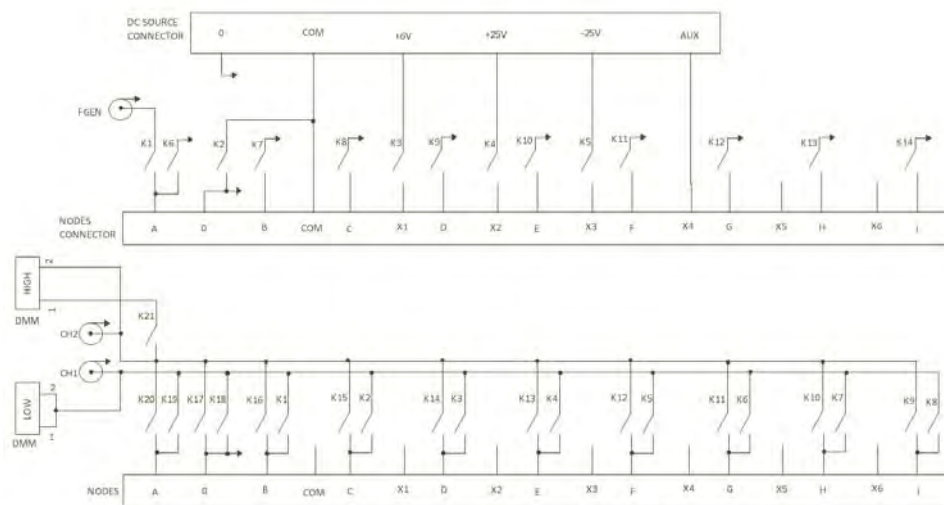 DC SOURCE CONNECTOR
0 COM +6V +25V -25V AUX
FGEN
K1 K6 K2 K7 K8 K3 K9 K4 K10 K5 K11 K12 K13 K14
NODES CONNECTOR
A 0 B COM C X1 D X2 E X3 F X4 G X5 H X6 I
HIGH 2 1
DMM
K21
CH2
CH1
LOW 2 1
DMM
K20 K19 K17 K18 K16 K1 K15 K2 K14 K3 K13 K4 K12 K5 K11 K6 K10 K7 K9 K8
NODES
A 0 B COM C X1 D X2 E X3 F X4 G X5 H X6 I